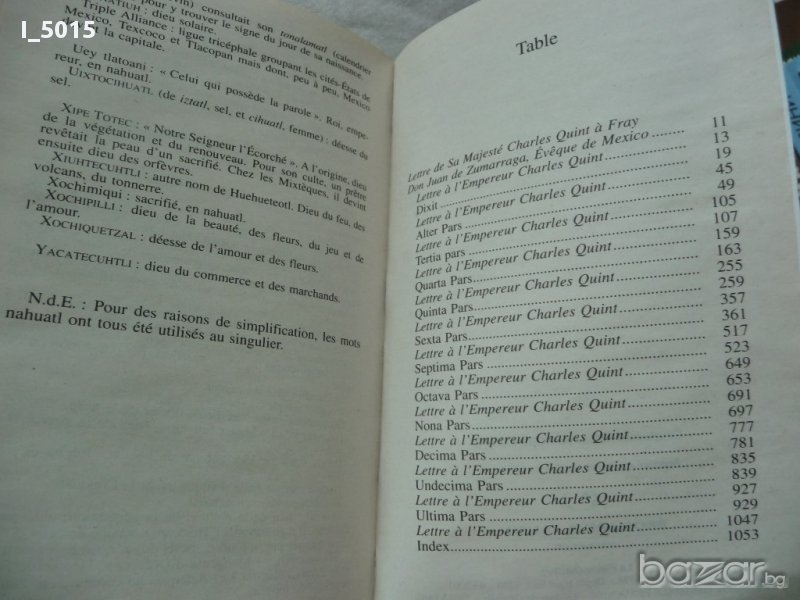 I_5015
vin) consultait son tonalamatl (calendrier
pour y trouver le signe du jour de sa naissance.
: dieu solaire.
Triple Alliance : ligue tricéphale groupant les cités-États de
Mexico, Texcoco et Tlacopan mais dont, peu à peu, Mexico
la capitale.
Uey tlatoani : « Celui qui possède la parole ». Roi, empe-
reur, en nahuatl.
UIXTOCIHUATL (de iztatl, sel, et cihuatl, femme) : déesse du
sel.
XIPE TOTEC : « Notre Seigneur l'Écorché ». A l'origine, dieu
de la végétation et du renouveau. Pour son culte, un prêtre
revêtait la peau d'un sacrifié. Chez les Mixtèques, il devint
ensuite dieu des orfèvres.
XIUHTECUHTLI : autre nom de Huehueteotl. Dieu du feu, des
volcans, du tonnerre.
Xochimiqui : sacrifié, en nahuatl.
XOCHIPILLI : dieu de la beauté, des fleurs, du jeu et de
l'amour.
XOCHIQUETZAL : déesse de l'amour et des fleurs.
YACATECUHTLI : dieu du commerce et des marchands.
N.d.E. : Pour des raisons de simplification, les mots
nahuatl ont tous été utilisés au singulier.
Table
Lettre de Sa Majesté Charles Quint à Fray
Don Juan de Zumarraga, Évêque de Mexico 11
Lettre à l'Empereur Charles Quint 13
Dixit 19
Lettre à l'Empereur Charles Quint 45
Alter Pars 49
Lettre à l'Empereur Charles Quint 105
Tertia pars 107
Lettre à l'Empereur Charles Quint 159
Quarta Pars 163
Lettre à l'Empereur Charles Quint 255
Quinta Pars 259
Lettre à l'Empereur Charles Quint 357
Sexta Pars 361
Lettre à l'Empereur Charles Quint 517
Septima Pars 523
Lettre à l'Empereur Charles Quint 649
Octava Pars 653
Lettre à l'Empereur Charles Quint 691
Nona Pars 697
Lettre à l'Empereur Charles Quint 777
Decima Pars 781
Lettre à l'Empereur Charles Quint 835
Undecima Pars 839
Lettre à l'Empereur Charles Quint 927
Ultima Pars 929
Lettre à l'Empereur Charles Quint 1047
Index 1053
bazar.bg